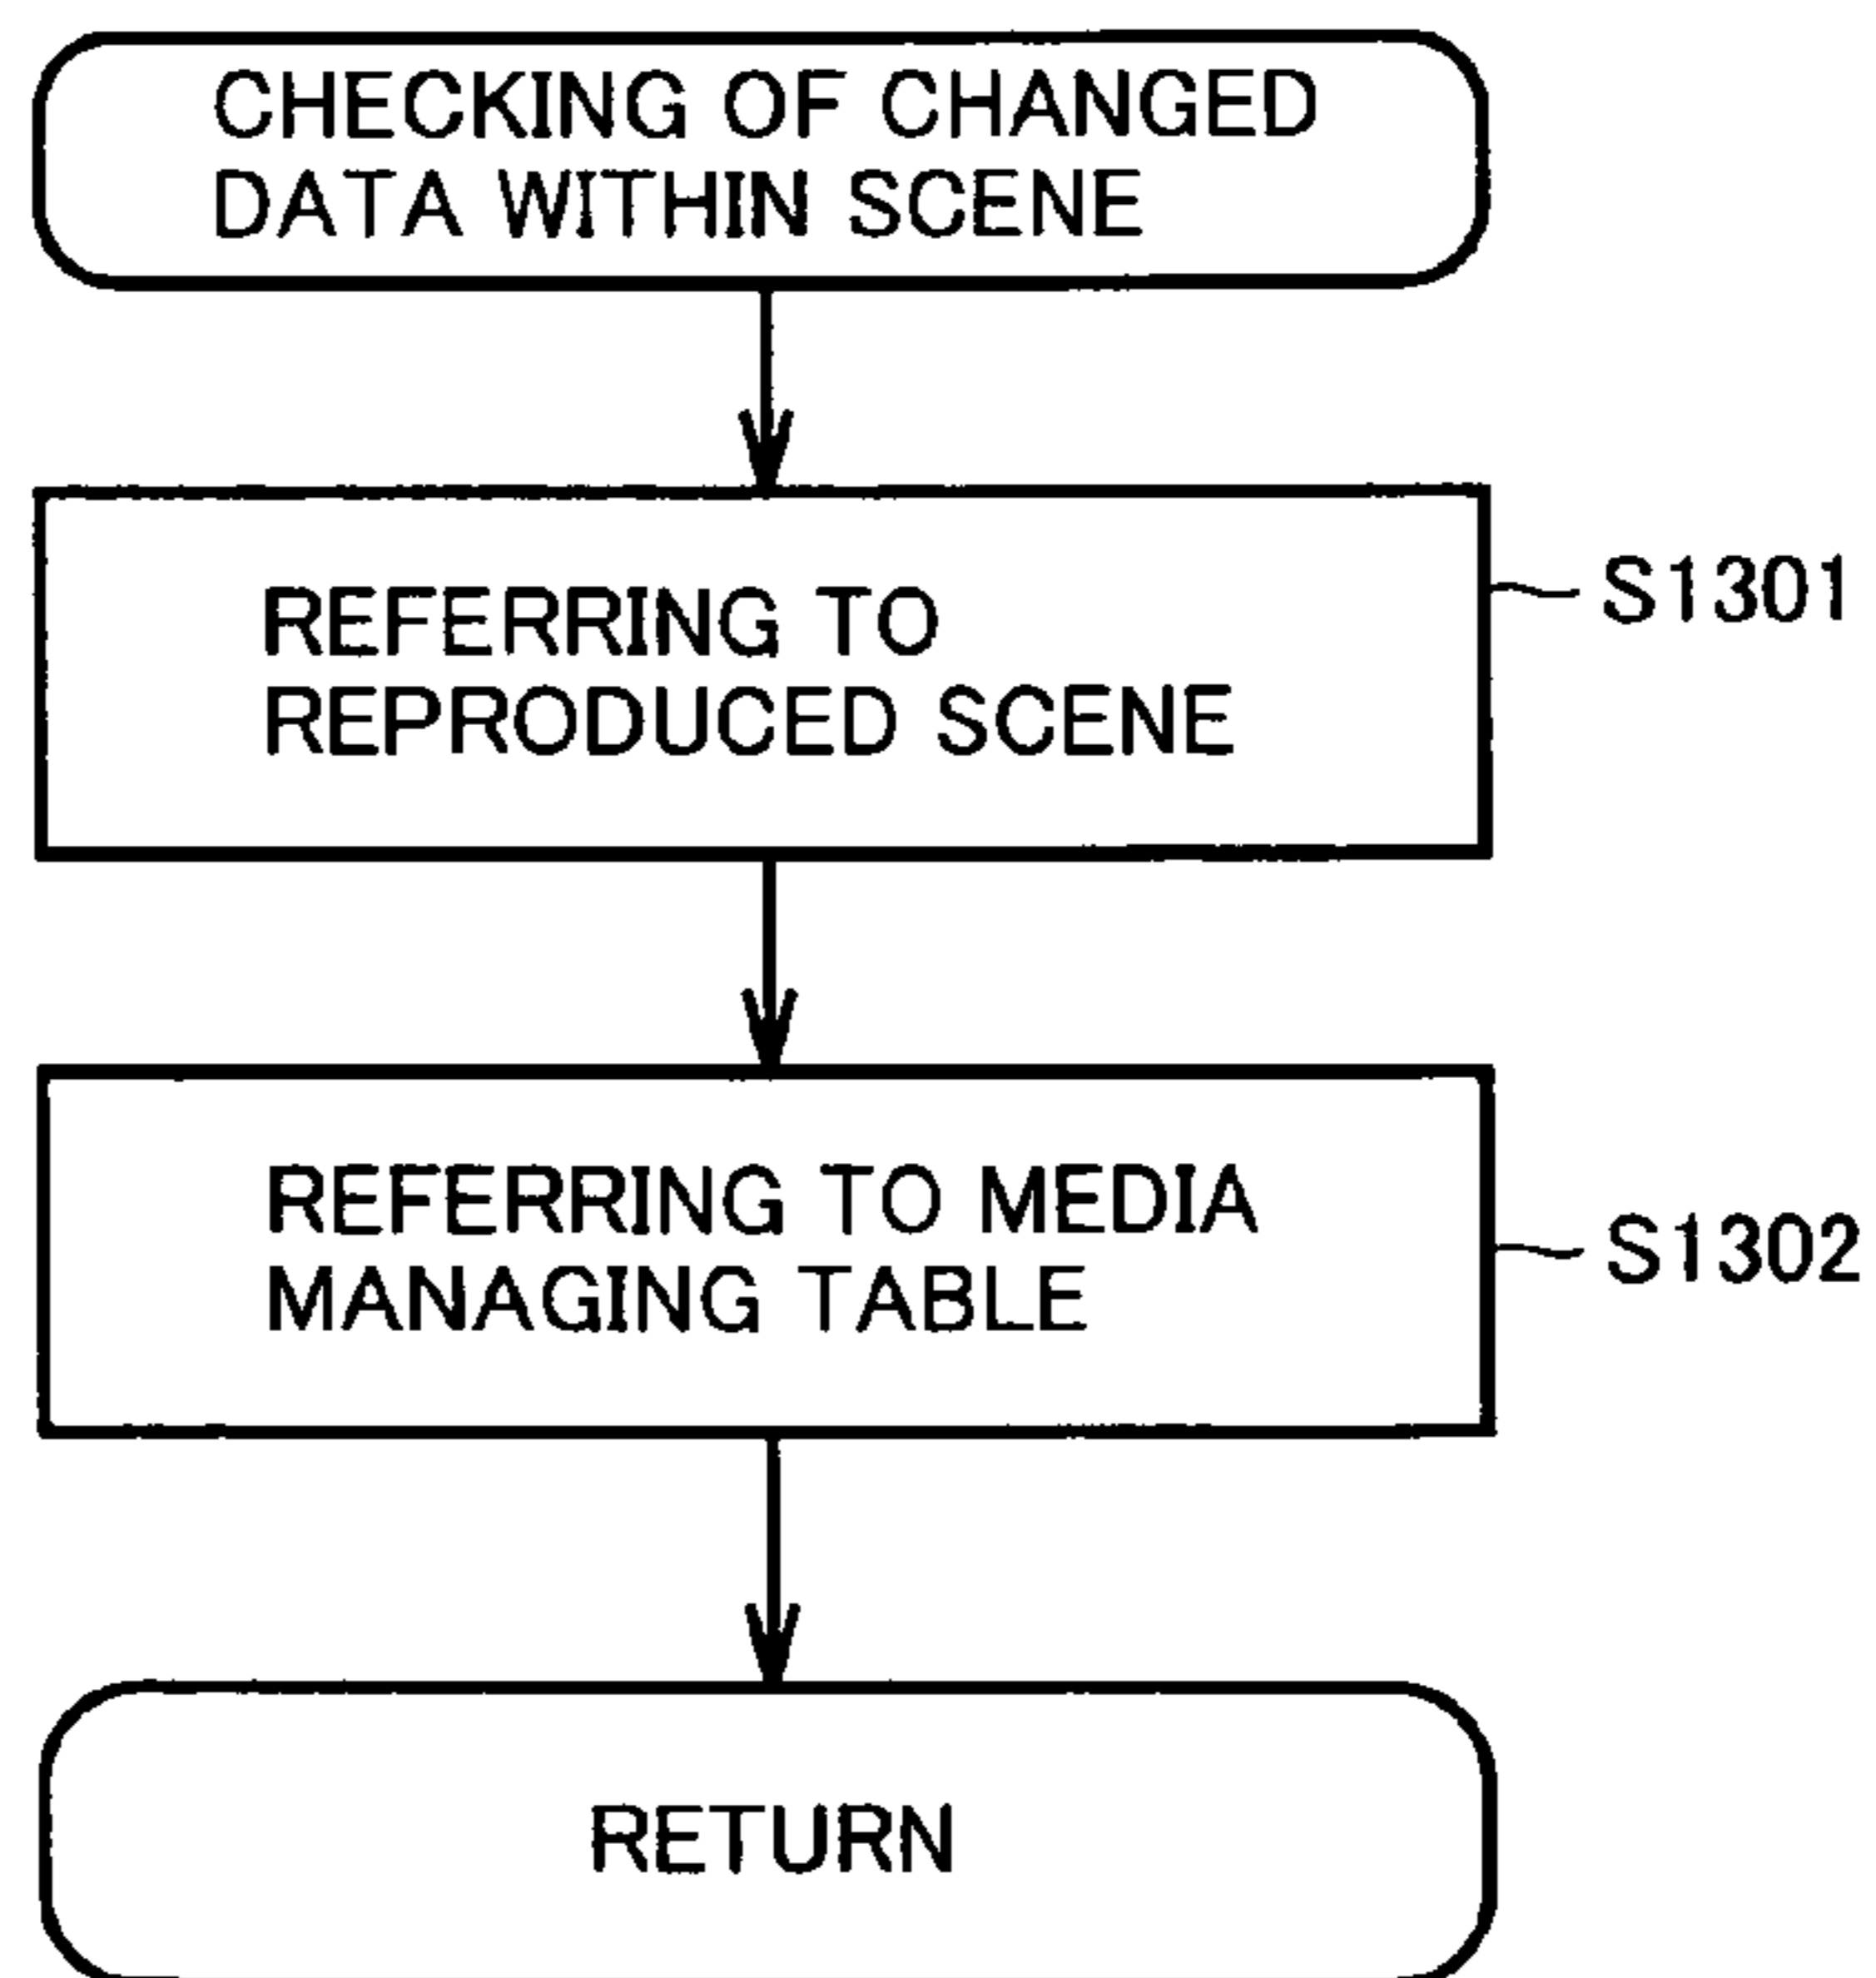 CHECKING OF CHANGED
DATA WITHIN SCENE
REFERRING TO
REPRODUCED SCENE
S1301
REFERRING TO MEDIA
MANAGING TABLE
S1302
RETURN